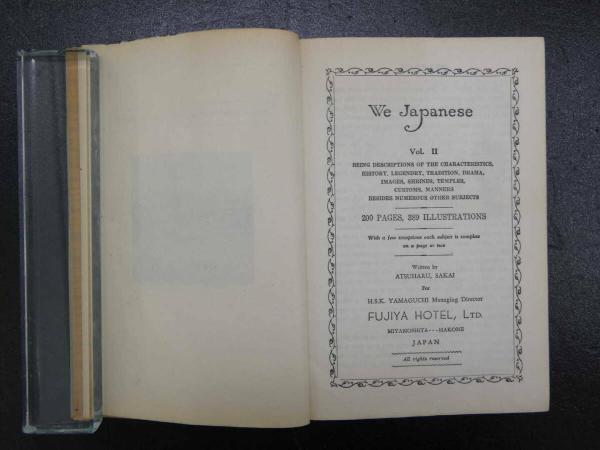 We Japanese
Vol. II
BEING DESCRIPTIONS OF THE CHARACTERISTICS,
HISTORY, LEGENDRY, TRADITION, DRAMA,
IMAGES, SHRINES, TEMPLES,
CUSTOMS, MANNERS
BESIDES NUMEROUS OTHER SUBJECTS
200 PAGES, 389 ILLUSTRATIONS
With a few exceptions each subject is complete
on a page or two
Written by
ATSUHARU, SAKAI
For
H.S.K. YAMAGUCHI Managing Director
FUJIYA HOTEL, LTD.
MIYANOSHITA---HAKONE
JAPAN
All rights reserved